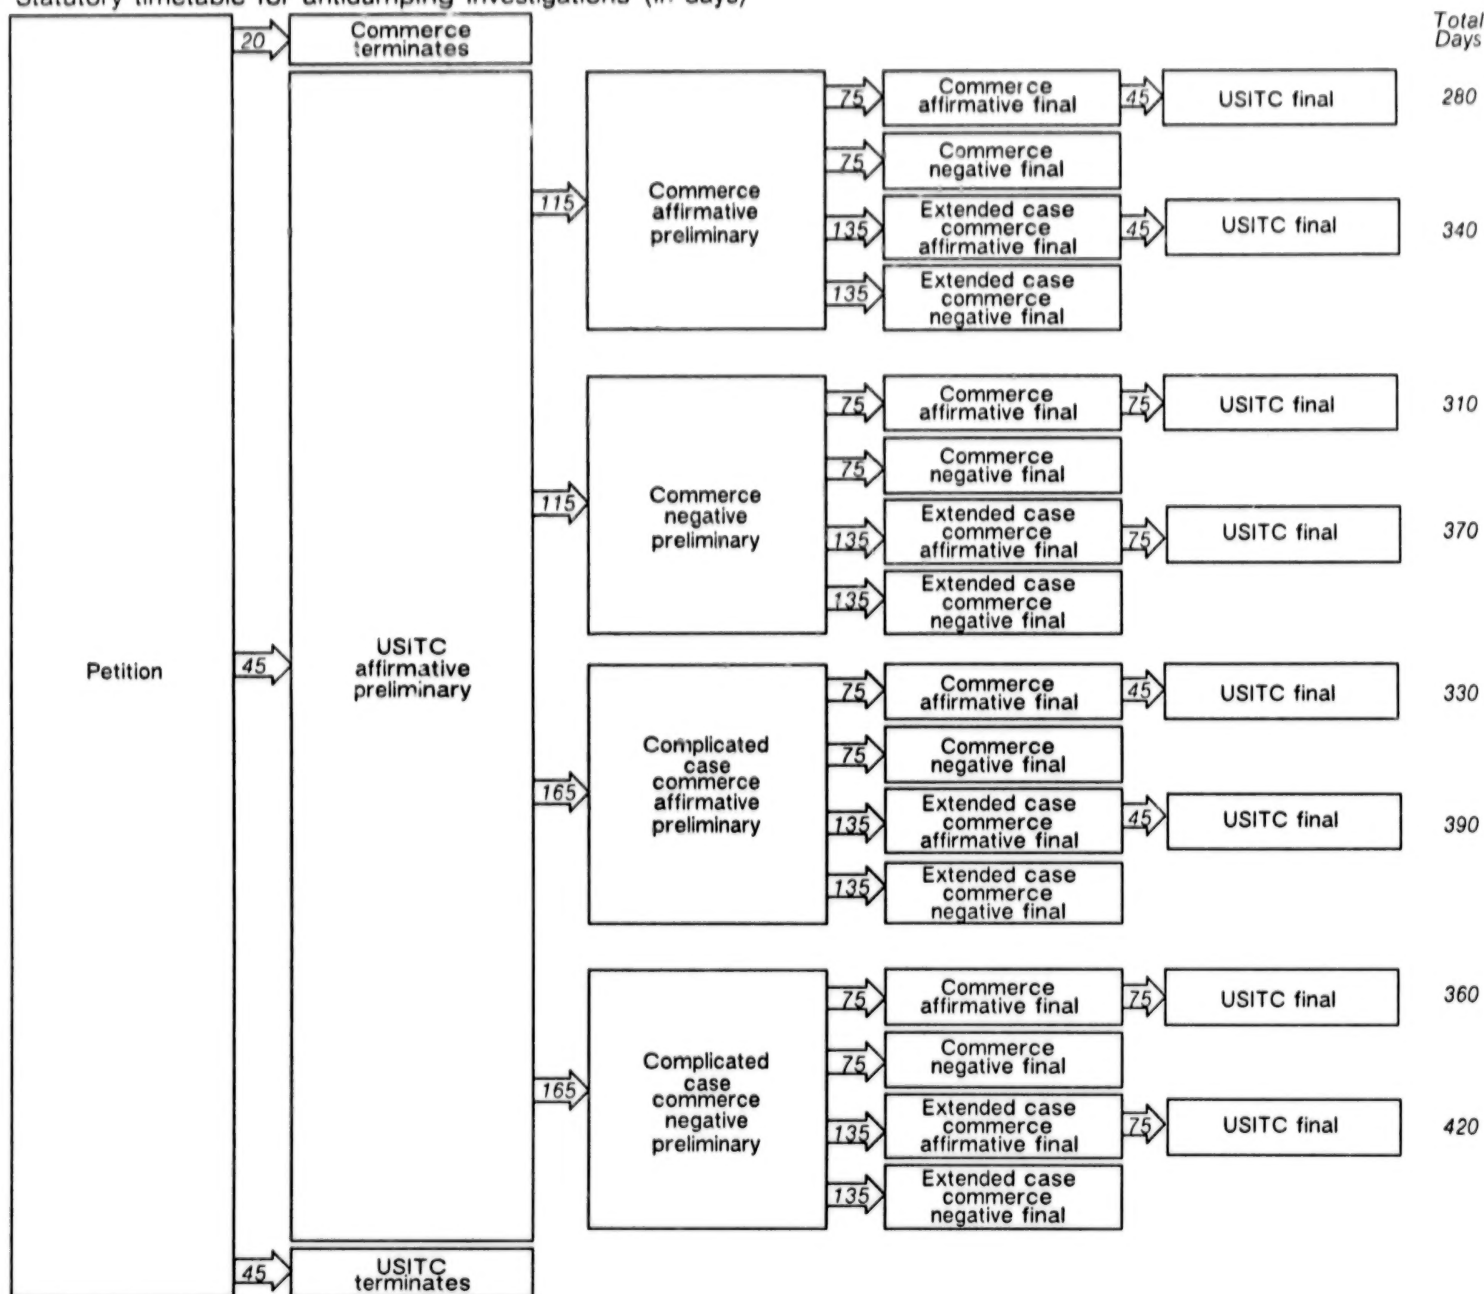 Statutory timetable for antidumping investigations (in days)
Total
Days
20
Commerce
terminates
Petition
45
USITC
affirmative
preliminary
45
USITC
terminates
115
Commerce
affirmative
preliminary
75
Commerce
affirmative final
45
USITC final
280
75
Commerce
negative final
135
Extended case
commerce
affirmative final
45
USITC final
340
135
Extended case
commerce
negative final
115
Commerce
negative
preliminary
75
Commerce
affirmative final
75
USITC final
310
75
Commerce
negative final
135
Extended case
commerce
affirmative final
75
USITC final
370
135
Extended case
commerce
negative final
165
Complicated
case
commerce
affirmative
preliminary
75
Commerce
affirmative final
45
USITC final
330
75
Commerce
negative final
135
Extended case
commerce
affirmative final
45
USITC final
390
135
Extended case
commerce
negative final
165
Complicated
case
commerce
negative
preliminary
75
Commerce
affirmative final
75
USITC final
360
75
Commerce
negative final
135
Extended case
commerce
affirmative final
75
USITC final
420
135
Extended case
commerce
negative final